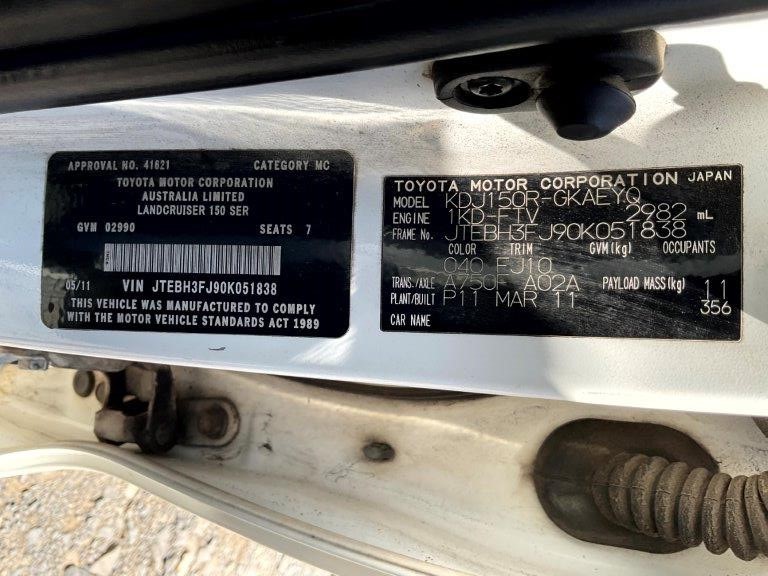 APPROVAL NO. 41621 CATEGORY MC
TOYOTA MOTOR CORPORATION
AUSTRALIA LIMITED
LANDCRUISER 150 SER
GVM 02990 SEATS 7
05/11 VIN JTEBH3FJ90K051838
THIS VEHICLE WAS MANUFACTURED TO COMPLY
WITH THE MOTOR VEHICLE STANDARDS ACT 1989
TOYOTA MOTOR CORPORATION JAPAN
MODEL KDJ150R-GKAEYQ
ENGINE 1KD-FTV 2982 mL
FRAME No. JTEBH3FJ90K051838
COLOR TRIM GVM(kg) OCCUPANTS
040 FJ10
TRANS./AXLE A750F A02A PAYLOAD MASS(kg) 11
PLANT/BUILT P11 MAR 11 356
CAR NAME